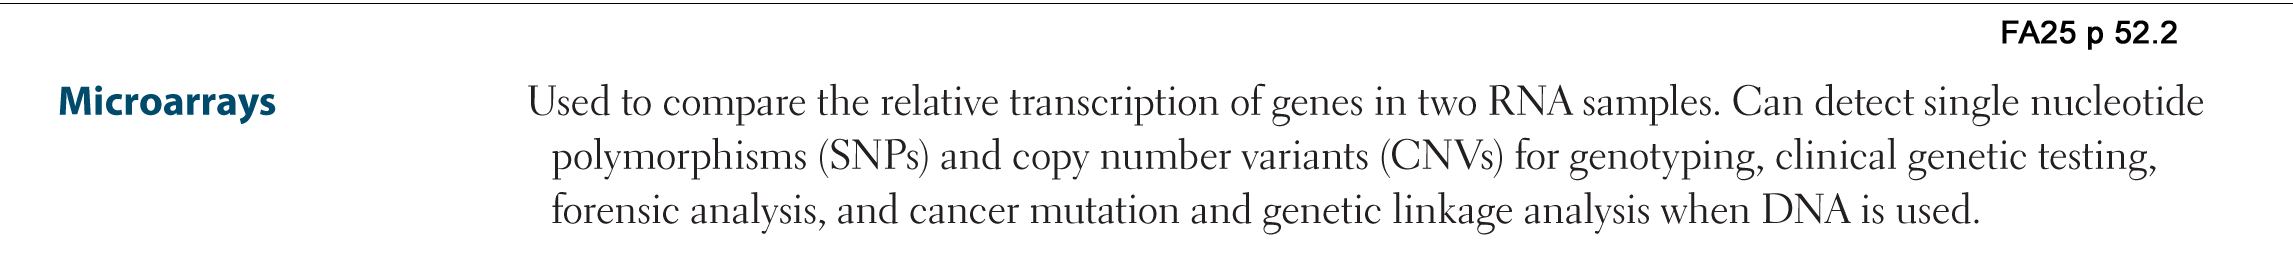 FA25 p 52.2
Microarrays
Used to compare the relative transcription of genes in two RNA samples. Can detect single nucleotide
polymorphisms (SNPs) and copy number variants (CNVs) for genotyping, clinical genetic testing,
forensic analysis, and cancer mutation and genetic linkage analysis when DNA is used.